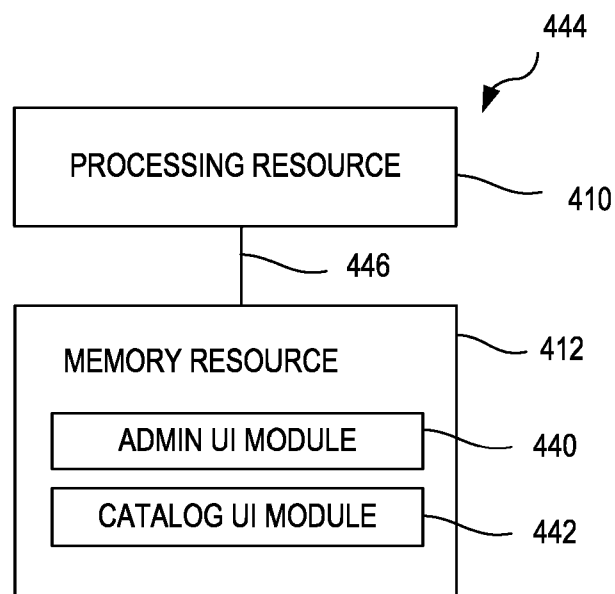 444
PROCESSING RESOURCE
410
446
MEMORY RESOURCE
412
ADMIN UI MODULE
440
CATALOG UI MODULE
442